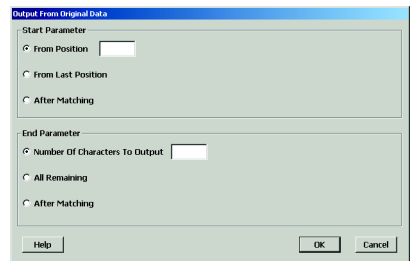 Output From Original Data
Start Parameter
From Position
From Last Position
After Matching
End Parameter
Number Of Characters To Output
All Remaining
After Matching
Help OK Cancel